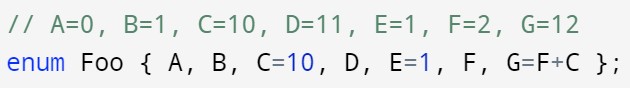 // A=0, B=1, C=10, D=11, E=1, F=2, G=12
enum Foo { A, B, C=10, D, E=1, F, G=F+C };